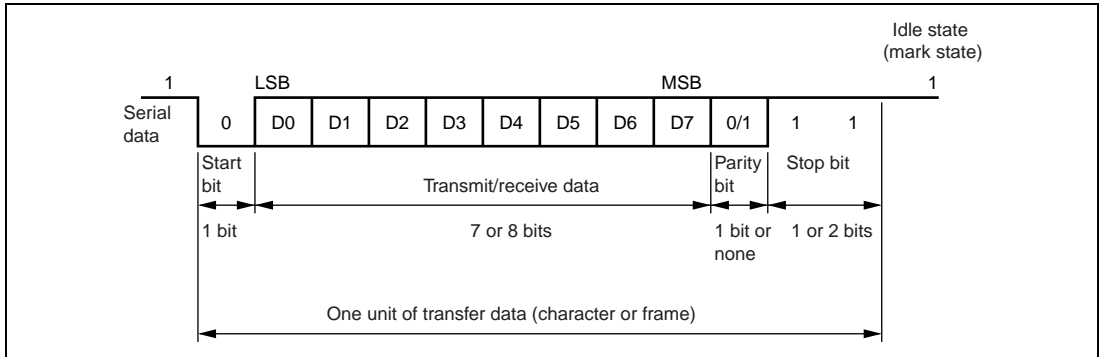 Idle state
(mark state)
1 LSB MSB 1
Serial
data
0 D0 D1 D2 D3 D4 D5 D6 D7 0/1 1 1
Start
bit
Transmit/receive data
Parity
bit
Stop bit
1 bit
7 or 8 bits
1 bit or
none
1 or 2 bits
One unit of transfer data (character or frame)